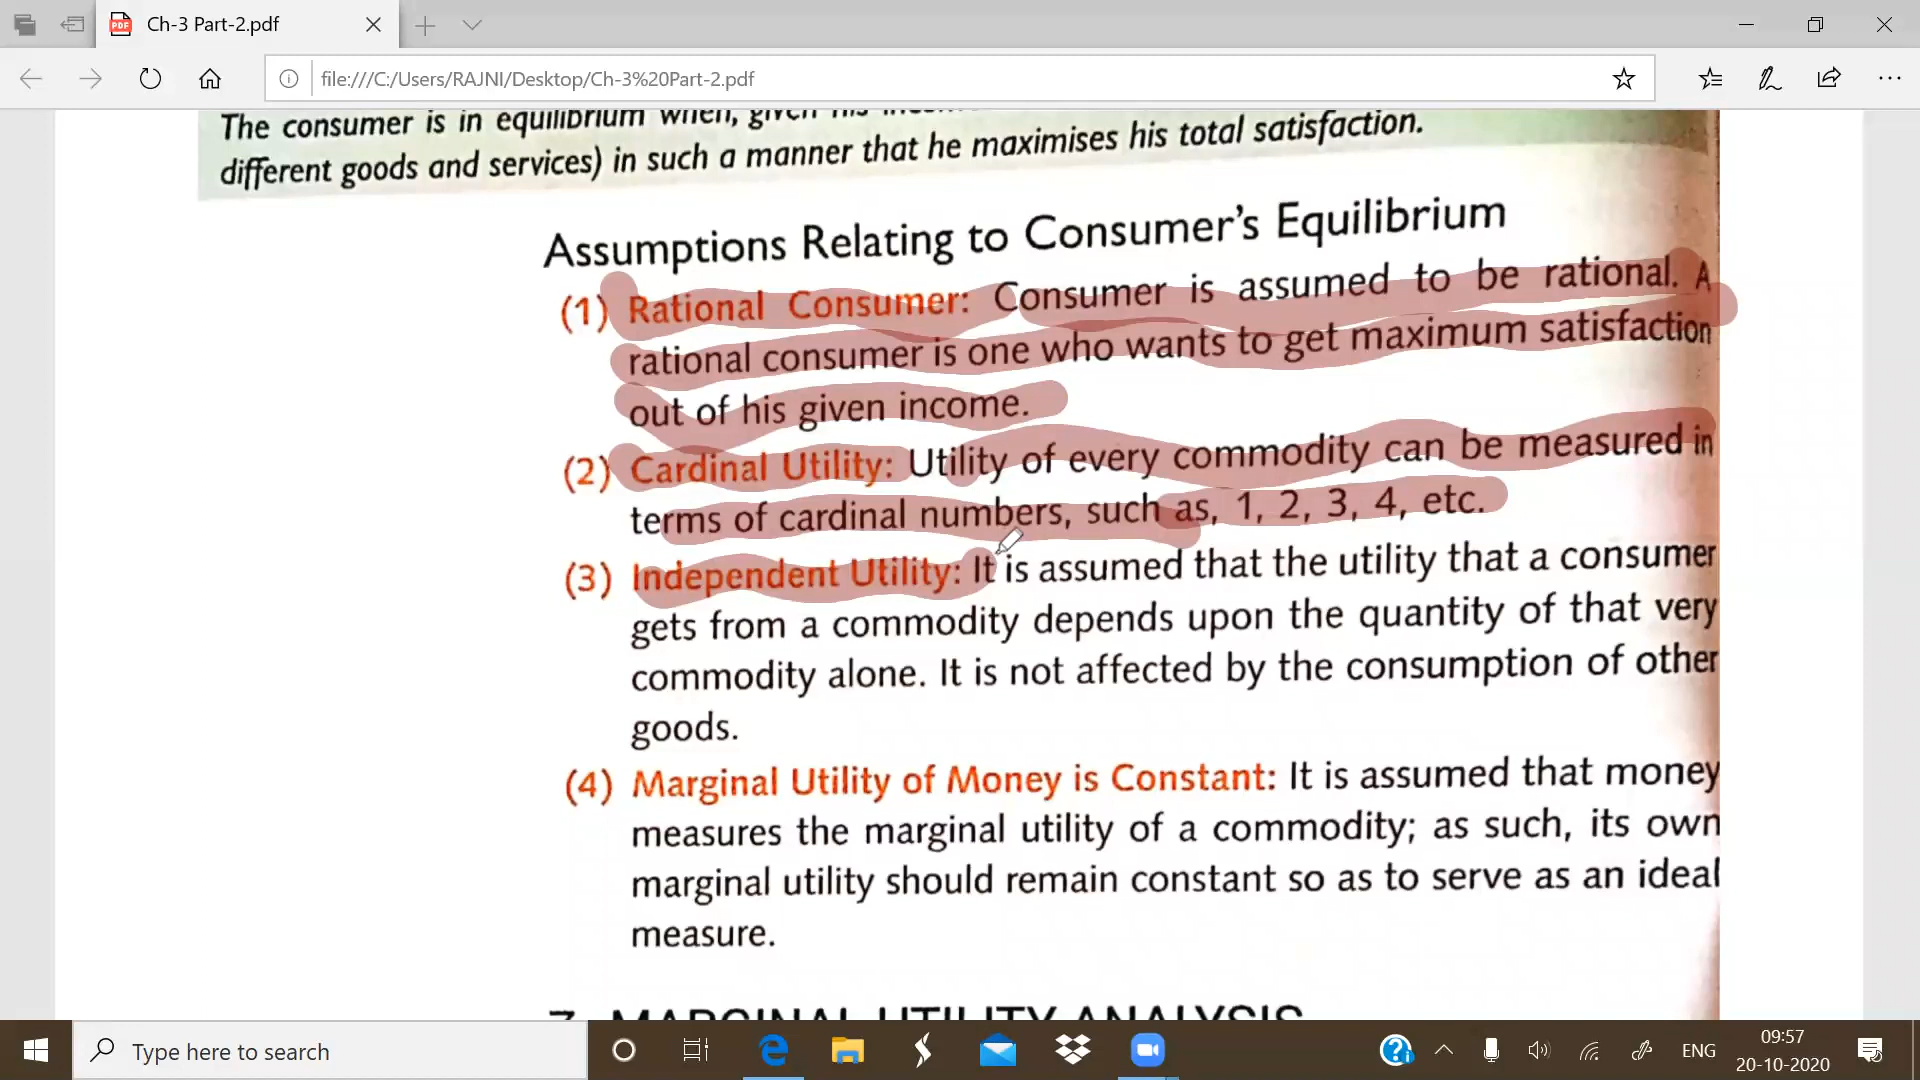 Ch-3 Part-2.pdf
file:///C:/Users/RAJNI/Desktop/Ch-3%20Part-2.pdf
The consumer is in equilibrium when, given his
different goods and services) in such a manner that he maximises his total satisfaction.
Assumptions Relating to Consumer's Equilibrium
(1) Rational Consumer: Consumer is assumed to be rational. A
rational consumer is one who wants to get maximum satisfaction
out of his given income.
(2) Cardinal Utility: Utility of every commodity can be measured in
terms of cardinal numbers, such as, 1, 2, 3, 4, etc.
(3) Independent Utility: It is assumed that the utility that a consumer
gets from a commodity depends upon the quantity of that very
commodity alone. It is not affected by the consumption of other
goods.
(4) Marginal Utility of Money is Constant: It is assumed that money
measures the marginal utility of a commodity; as such, its own
marginal utility should remain constant so as to serve as an ideal
measure.
7. MARGINAL UTILITY ANALYSIS
Type here to search
ENG
09:57
20-10-2020